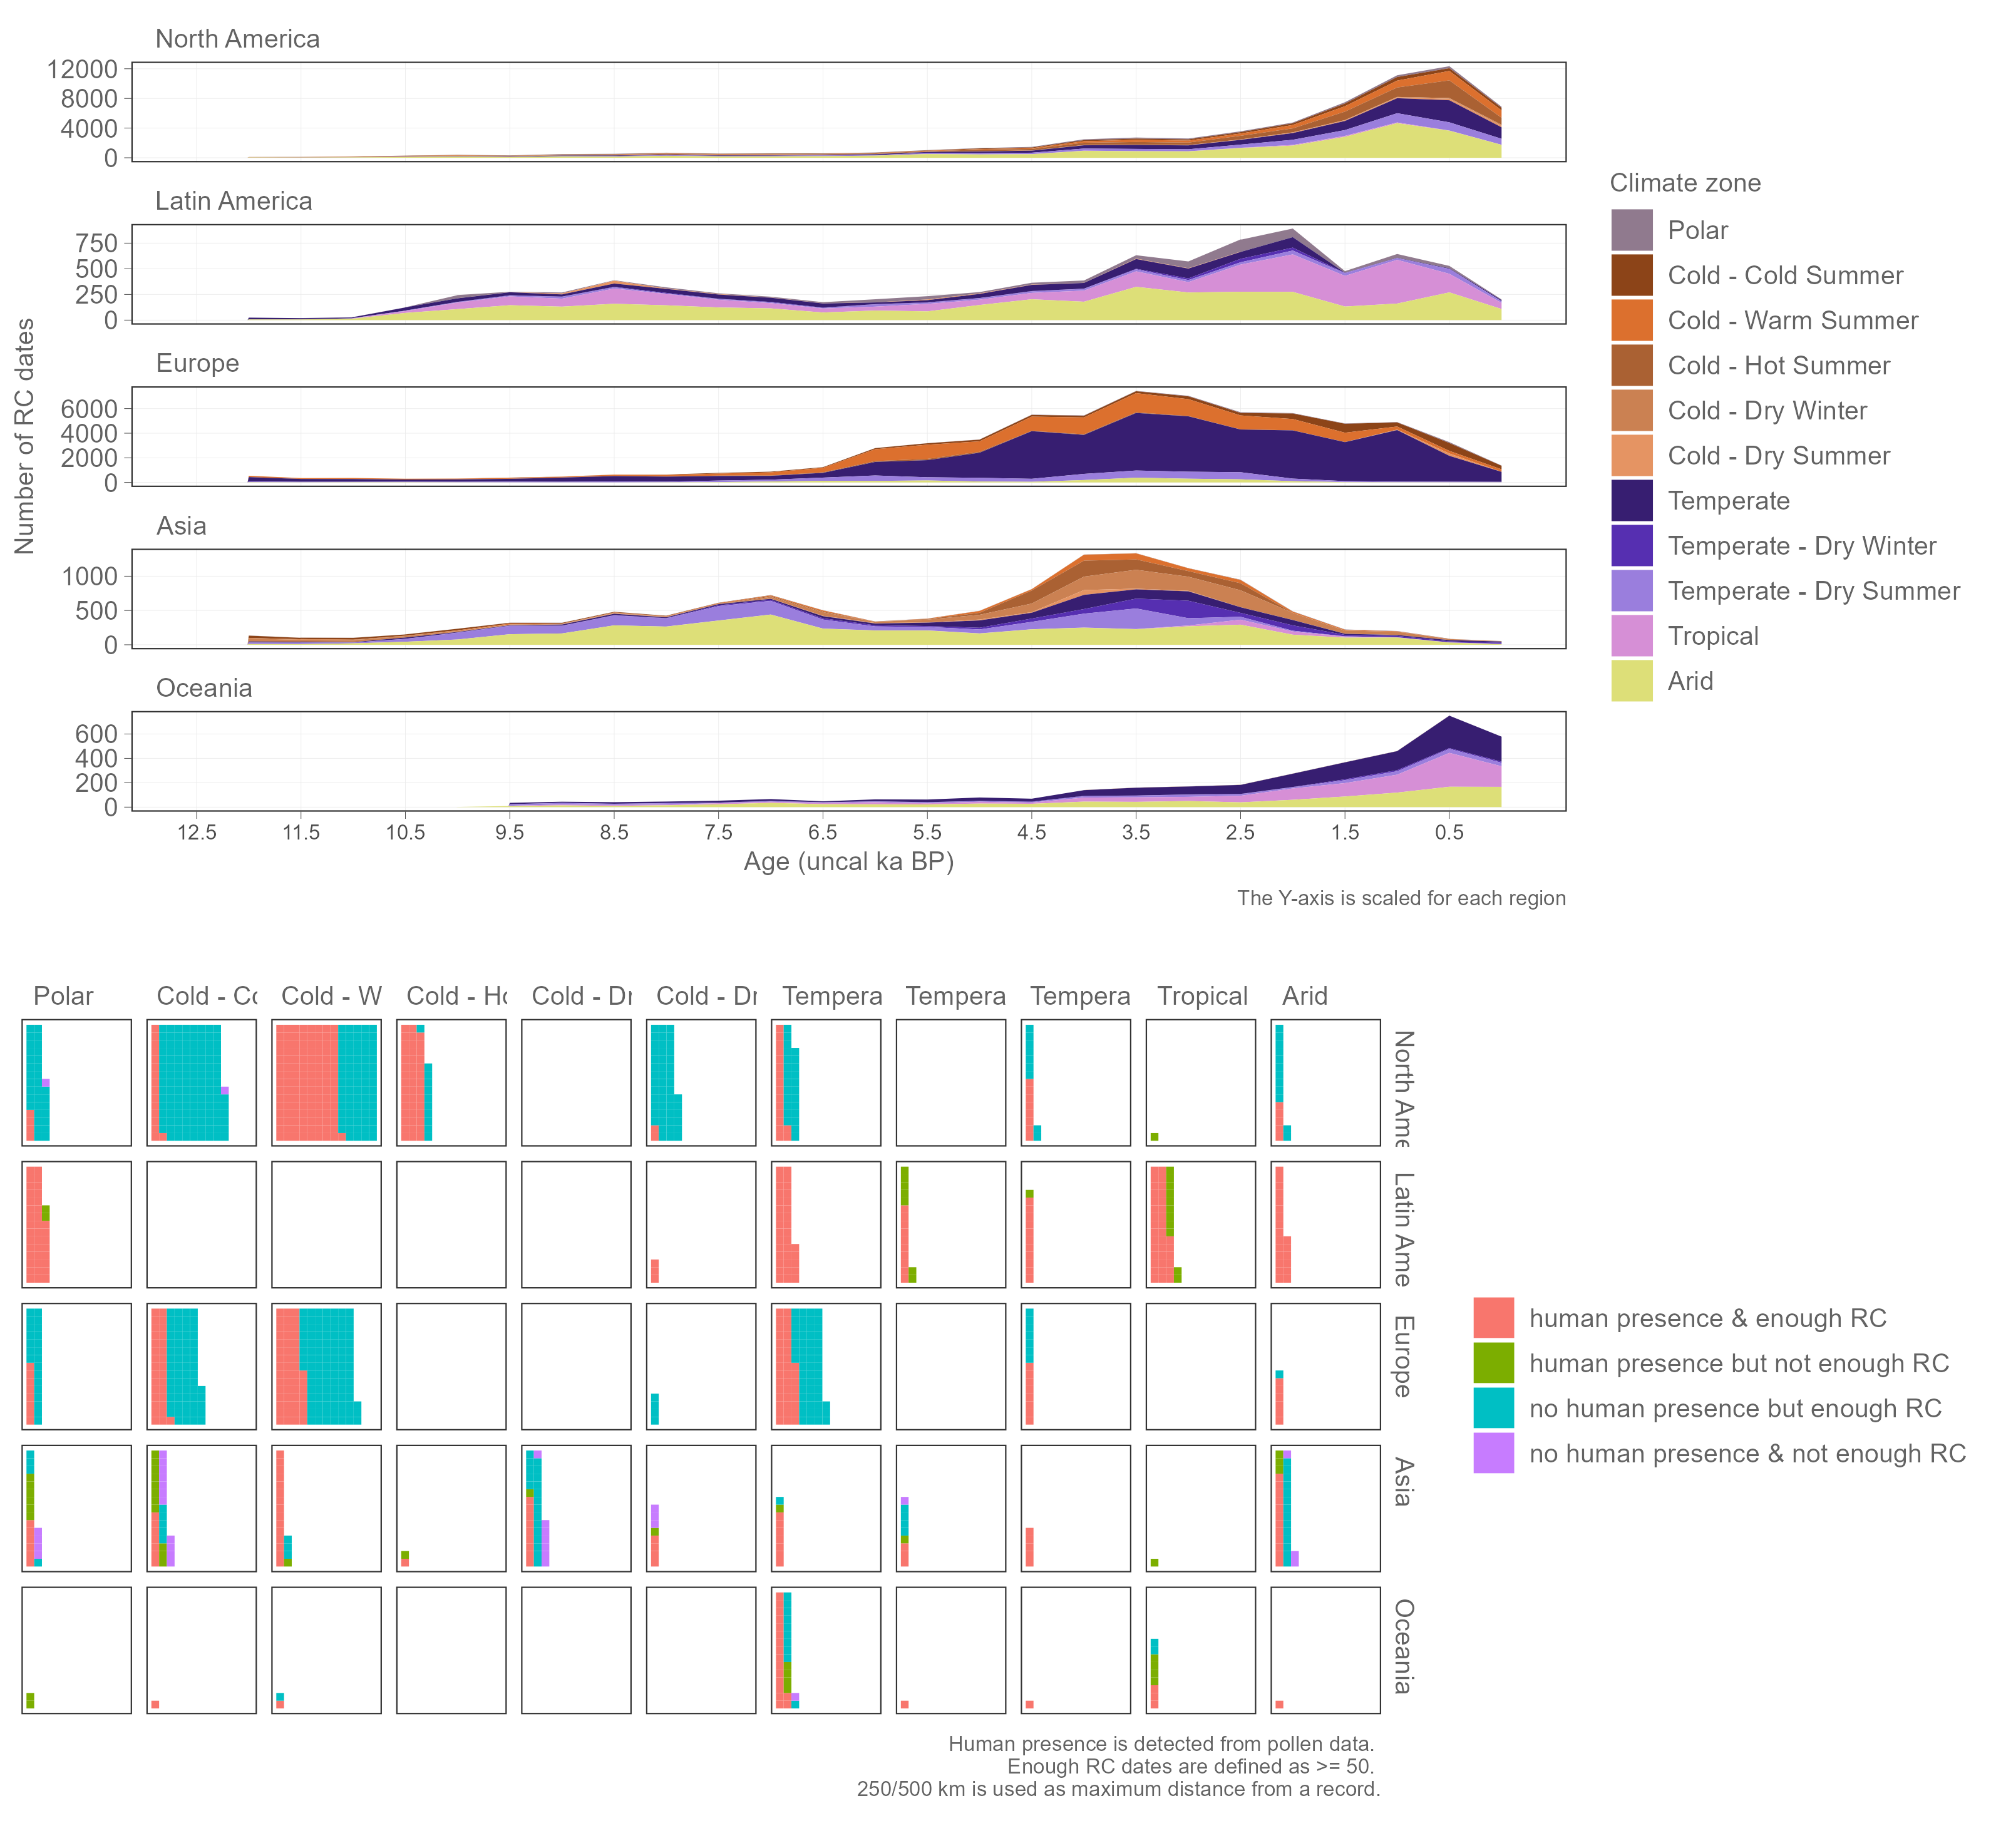 North America
12000
8000
4000
0
Latin America
750
500
250
0
Europe
6000
4000
2000
0
Asia
1000
500
0
Oceania
600
400
200
0
12.5 11.5 10.5 9.5 8.5 7.5 6.5 5.5 4.5 3.5 2.5 1.5 0.5
Age (uncal ka BP)
Number of RC dates
The Y-axis is scaled for each region
Climate zone
Polar
Cold - Cold Summer
Cold - Warm Summer
Cold - Hot Summer
Cold - Dry Winter
Cold - Dry Summer
Temperate
Temperate - Dry Winter
Temperate - Dry Summer
Tropical
Arid
Polar Cold - Co Cold - W Cold - Ho Cold - Dr Cold - Dr Tempera Tempera Tempera Tropical Arid
North Ame
Latin Ame
Europe
Asia
Oceania
human presence & enough RC
human presence but not enough RC
no human presence but enough RC
no human presence & not enough RC
Human presence is detected from pollen data.
Enough RC dates are defined as >= 50.
250/500 km is used as maximum distance from a record.